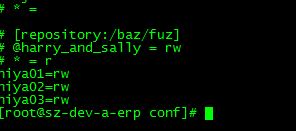 # * =
# [repository:/baz/fuz]
# @harry_and_sally = rw
# * = r
niya01=rw
niya02=rw
niya03=rw
[root@sz-dev-a-erp conf]#